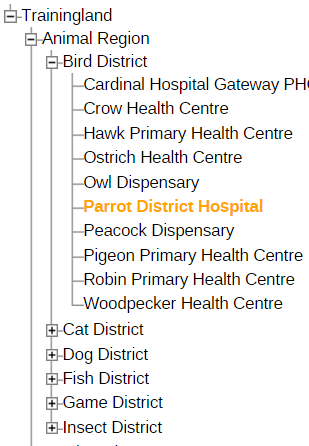 Trainingland
Animal Region
Bird District
Cardinal Hospital Gateway
Crow Health Centre
Hawk Primary Health Centre
Ostrich Health Centre
Owl Dispensary
Parrot District Hospital
Peacock Dispensary
Pigeon Primary Health Centre
Robin Primary Health Centre
Woodpecker Health Centre
Cat District
Dog District
Fish District
Game District
Insect District